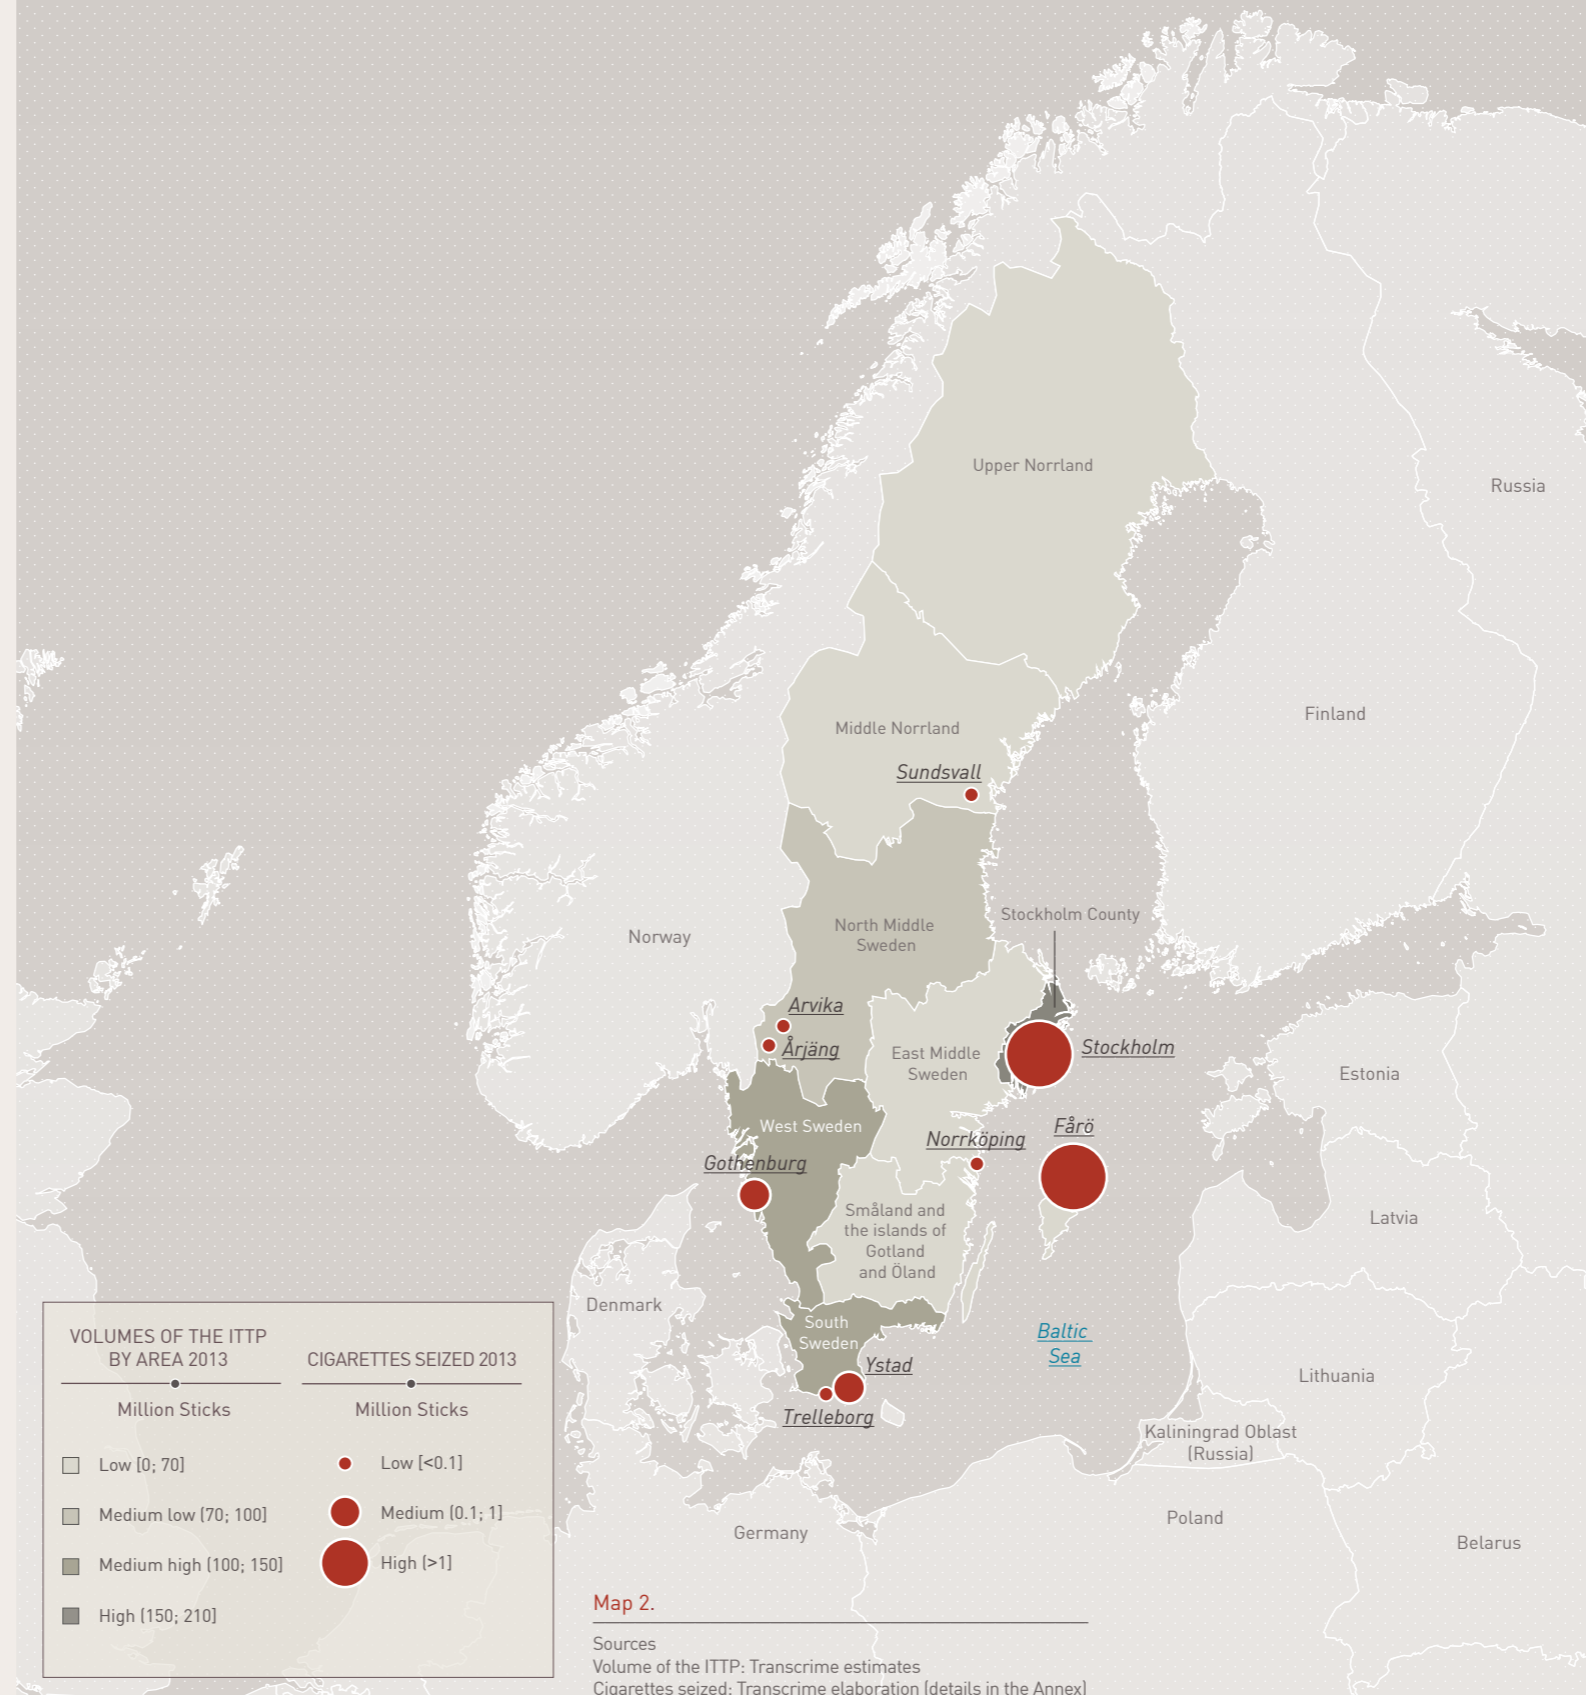 Upper Norrland
Russia
Finland
Middle Norrland
Sundsvall
Stockholm County
North Middle
Sweden
Norway
Arvika
Årjäng
East Middle
Sweden
Stockholm
Estonia
West Sweden
Norrköping
Fårö
Gothenburg
Småland and
the islands of
Gotland
and Öland
Latvia
Denmark
South
Sweden
Ystad
Trelleborg
Baltic
Sea
Lithuania
Kaliningrad Oblast
(Russia)
Poland
Germany
Belarus
VOLUMES OF THE ITTP
BY AREA 2013
Million Sticks
Low [0; 70]
Medium low (70; 100]
Medium high (100; 150]
High (150; 210]
CIGARETTES SEIZED 2013
Million Sticks
Low [<0.1]
Medium (0.1; 1]
High (>1]
Map 2.
Sources
Volume of the ITTP: Transcrime estimates
Cigarettes seized: Transcrime elaboration (details in the Annex)